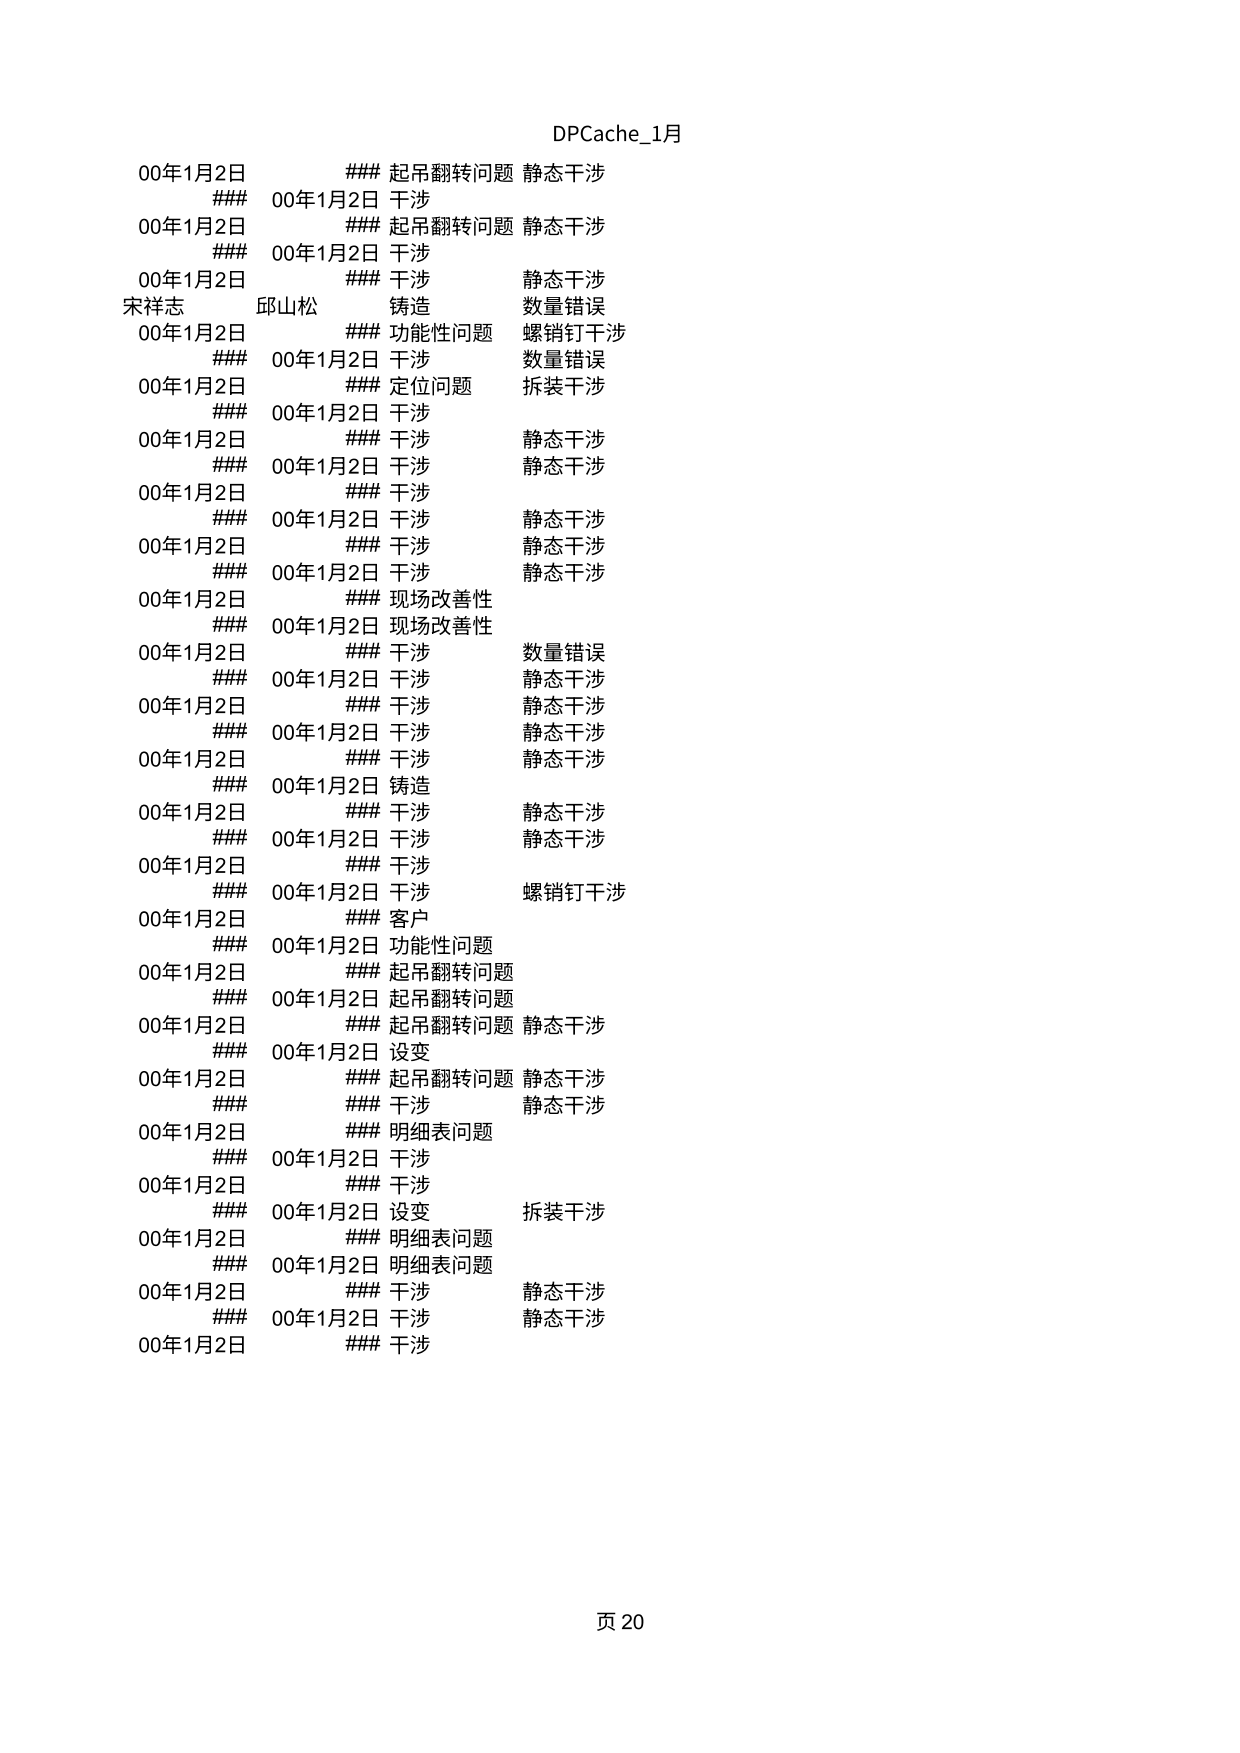 DPCache_1月
00年1月2日 ### 起吊翻转问题 静态干涉
### 00年1月2日 干涉
00年1月2日 ### 起吊翻转问题 静态干涉
### 00年1月2日 干涉
00年1月2日 ### 干涉 静态干涉
宋祥志 邱山松 铸造 数量错误
00年1月2日 ### 功能性问题 螺销钉干涉
### 00年1月2日 干涉 数量错误
00年1月2日 ### 定位问题 拆装干涉
### 00年1月2日 干涉
00年1月2日 ### 干涉 静态干涉
### 00年1月2日 干涉 静态干涉
00年1月2日 ### 干涉
### 00年1月2日 干涉 静态干涉
00年1月2日 ### 干涉 静态干涉
### 00年1月2日 干涉 静态干涉
00年1月2日 ### 现场改善性
### 00年1月2日 现场改善性
00年1月2日 ### 干涉 数量错误
### 00年1月2日 干涉 静态干涉
00年1月2日 ### 干涉 静态干涉
### 00年1月2日 干涉 静态干涉
00年1月2日 ### 干涉 静态干涉
### 00年1月2日 铸造
00年1月2日 ### 干涉 静态干涉
### 00年1月2日 干涉 静态干涉
00年1月2日 ### 干涉
### 00年1月2日 干涉 螺销钉干涉
00年1月2日 ### 客户
### 00年1月2日 功能性问题
00年1月2日 ### 起吊翻转问题
### 00年1月2日 起吊翻转问题
00年1月2日 ### 起吊翻转问题 静态干涉
### 00年1月2日 设变
00年1月2日 ### 起吊翻转问题 静态干涉
### ### 干涉 静态干涉
00年1月2日 ### 明细表问题
### 00年1月2日 干涉
00年1月2日 ### 干涉
### 00年1月2日 设变 拆装干涉
00年1月2日 ### 明细表问题
### 00年1月2日 明细表问题
00年1月2日 ### 干涉 静态干涉
### 00年1月2日 干涉 静态干涉
00年1月2日 ### 干涉
页 20